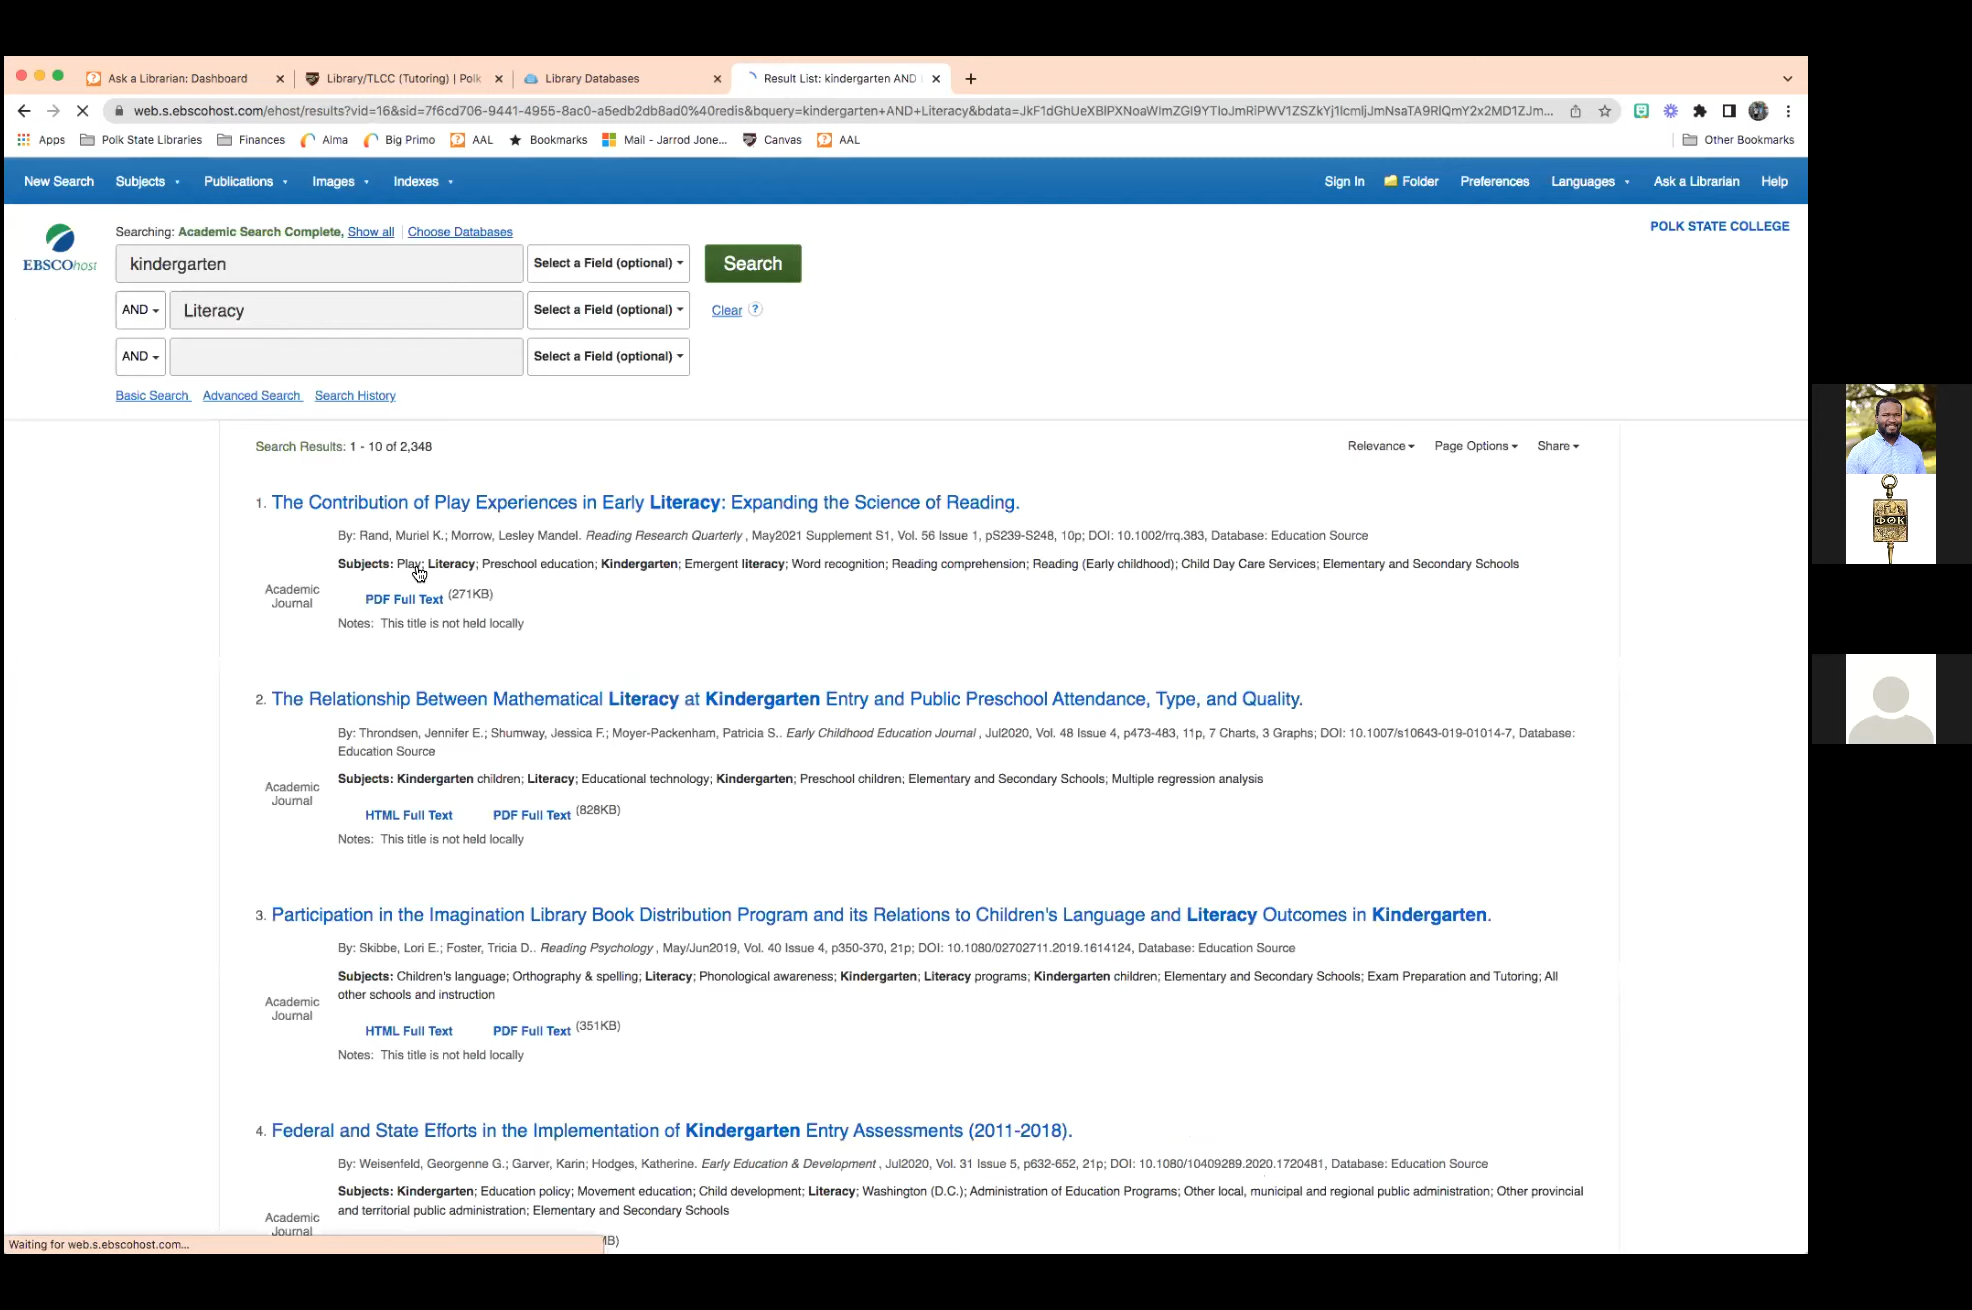 Ask a Librarian: Dashboard
Library/TLCC (Tutoring) | Polk
Library Databases
Result List: kindergarten AND
web.s.ebscohost.com/ehost/results?vid=16&sid=7f6cd706-9441-4955-8ac0-a5edb2db8ad0%40redis&bquery=kindergarten+AND+Literacy&bdata=
Apps Polk State Libraries Finances Alma Big Primo AAL Bookmarks Mail - Jarrod Jone... Canvas AAL Other Bookmarks
New Search Subjects Publications Images Indexes Sign In Folder Preferences Languages Ask a Librarian Help
POLK STATE COLLEGE
EBSCOhost
Searching: Academic Search Complete, Show all | Choose Databases
kindergarten Select a Field (optional) Search
AND Literacy Select a Field (optional) Clear ?
AND Select a Field (optional)
Basic Search Advanced Search Search History
Search Results: 1 - 10 of 2,348 Relevance Page Options Share
1. The Contribution of Play Experiences in Early Literacy: Expanding the Science of Reading.
By: Rand, Muriel K.; Morrow, Lesley Mandel. Reading Research Quarterly , May2021 Supplement S1, Vol. 56 Issue 1, pS239-S248, 10p; DOI: 10.1002/rrq.383, Database: Education Source
Subjects: Play; Literacy; Preschool education; Kindergarten; Emergent literacy; Word recognition; Reading comprehension; Reading (Early childhood); Child Day Care Services; Elementary and Secondary Schools
Academic
Journal
PDF Full Text (271KB)
Notes: This title is not held locally
2. The Relationship Between Mathematical Literacy at Kindergarten Entry and Public Preschool Attendance, Type, and Quality.
By: Throndsen, Jennifer E.; Shumway, Jessica F.; Moyer-Packenham, Patricia S.. Early Childhood Education Journal , Jul2020, Vol. 48 Issue 4, p473-483, 11p, 7 Charts, 3 Graphs; DOI: 10.1007/s10643-019-01014-7, Database:
Education Source
Subjects: Kindergarten children; Literacy; Educational technology; Kindergarten; Preschool children; Elementary and Secondary Schools; Multiple regression analysis
Academic
Journal
HTML Full Text PDF Full Text (828KB)
Notes: This title is not held locally
3. Participation in the Imagination Library Book Distribution Program and its Relations to Children's Language and Literacy Outcomes in Kindergarten.
By: Skibbe, Lori E.; Foster, Tricia D.. Reading Psychology , May/Jun2019, Vol. 40 Issue 4, p350-370, 21p; DOI: 10.1080/02702711.2019.1614124, Database: Education Source
Subjects: Children's language; Orthography & spelling; Literacy; Phonological awareness; Kindergarten; Literacy programs; Kindergarten children; Elementary and Secondary Schools; Exam Preparation and Tutoring; All
other schools and instruction
Academic
Journal
HTML Full Text PDF Full Text (351KB)
Notes: This title is not held locally
4. Federal and State Efforts in the Implementation of Kindergarten Entry Assessments (2011-2018).
By: Weisenfeld, Georgenne G.; Garver, Karin; Hodges, Katherine. Early Education & Development , Jul2020, Vol. 31 Issue 5, p632-652, 21p; DOI: 10.1080/10409289.2020.1720481, Database: Education Source
Subjects: Kindergarten; Education policy; Movement education; Child development; Literacy; Washington (D.C.); Administration of Education Programs; Other local, municipal and regional public administration; Other provincial
and territorial public administration; Elementary and Secondary Schools
Academic
Journal
MB)
Waiting for web.s.ebscohost.com...
ΦΘΚ